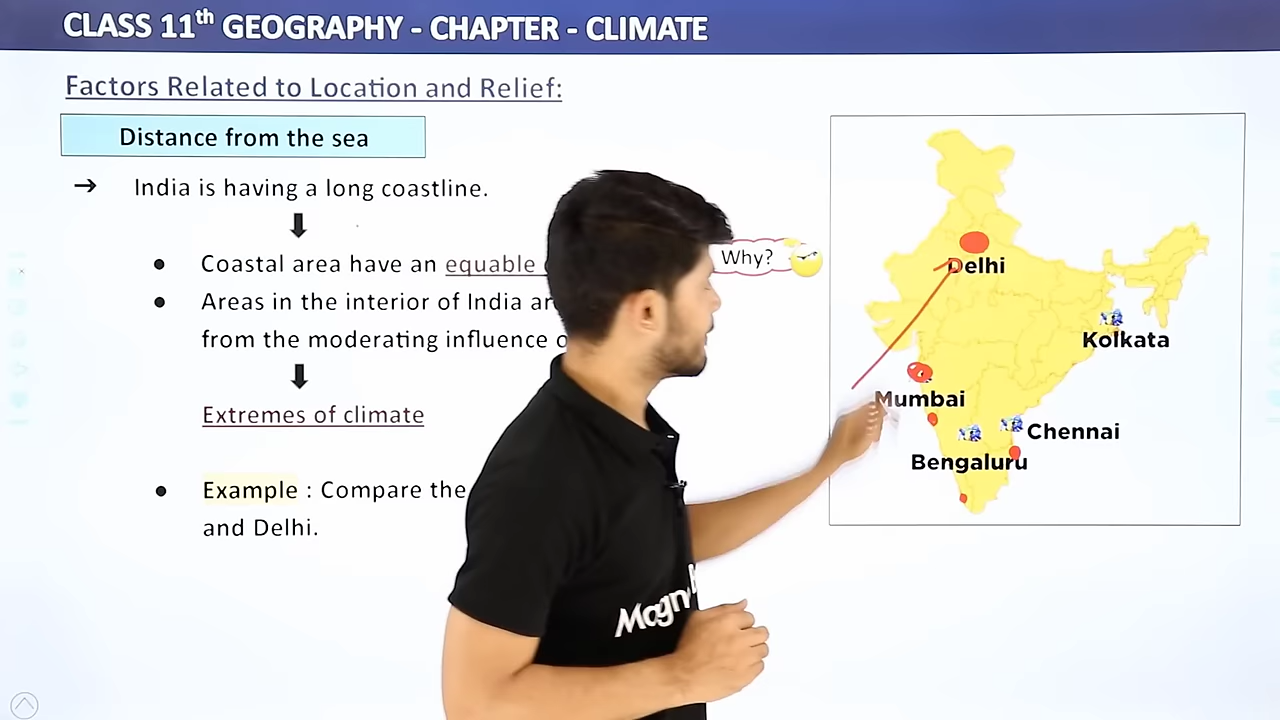 CLASS 11th GEOGRAPHY - CHAPTER - CLIMATE
Factors Related to Location and Relief:
Distance from the sea
→ India is having a long coastline.
● Coastal area have an equable
Why?
● Areas in the interior of India
from the moderating influence
Extremes of climate
● Example : Compare the
and Delhi.
Delhi
Kolkata
Mumbai
Chennai
Bengaluru